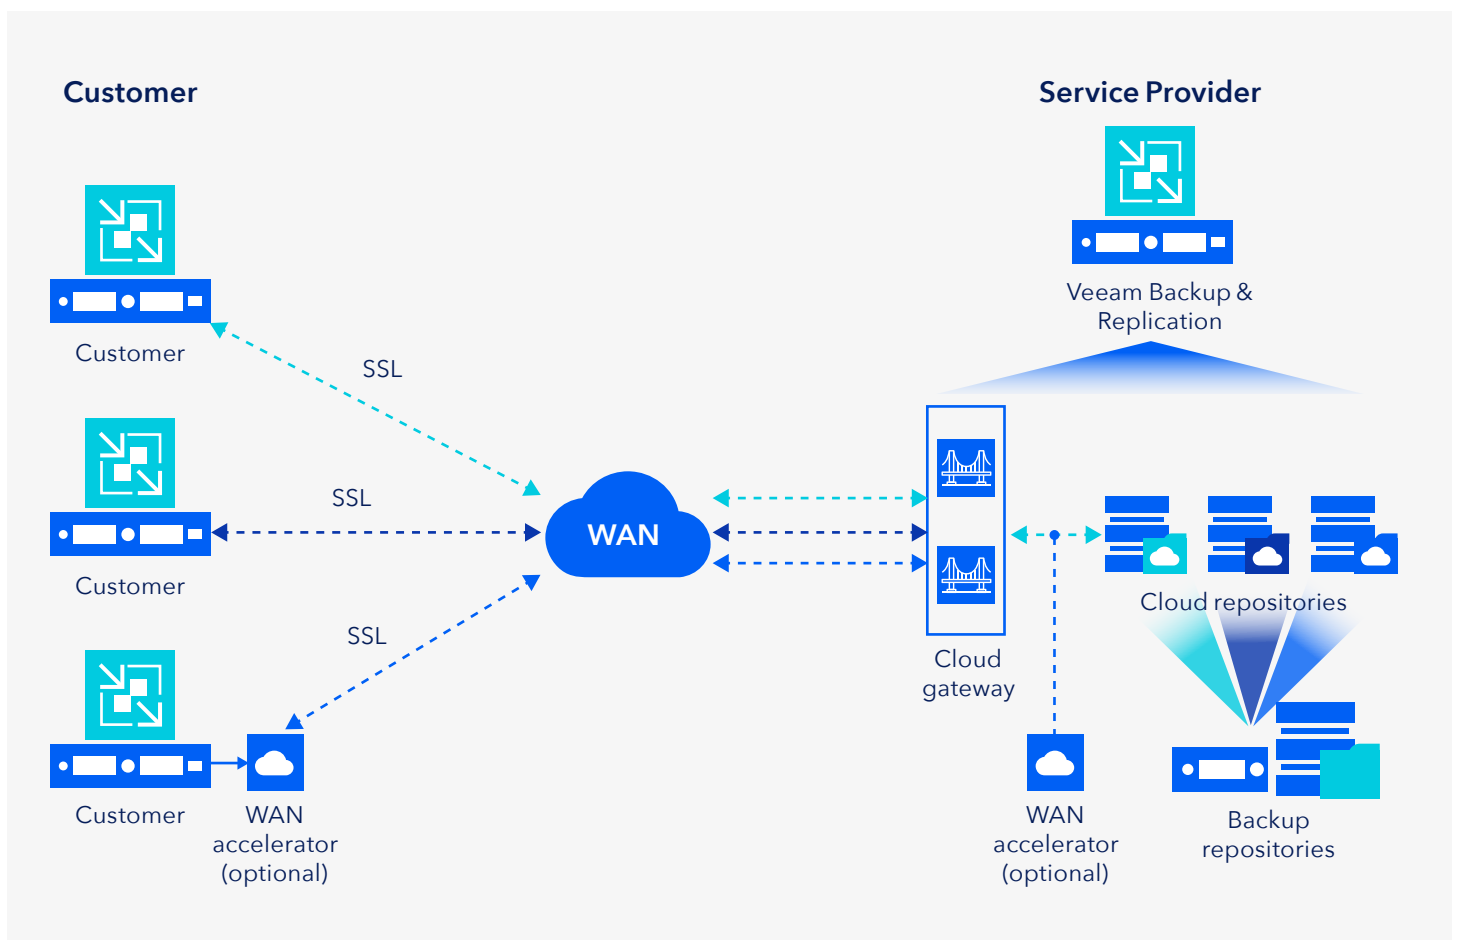 Customer
Service Provider
Veeam Backup &
Replication
Customer
SSL
SSL
WAN
Customer
Cloud repositories
SSL
Cloud
gateway
Customer
WAN
accelerator
(optional)
WAN
accelerator
(optional)
Backup
repositories